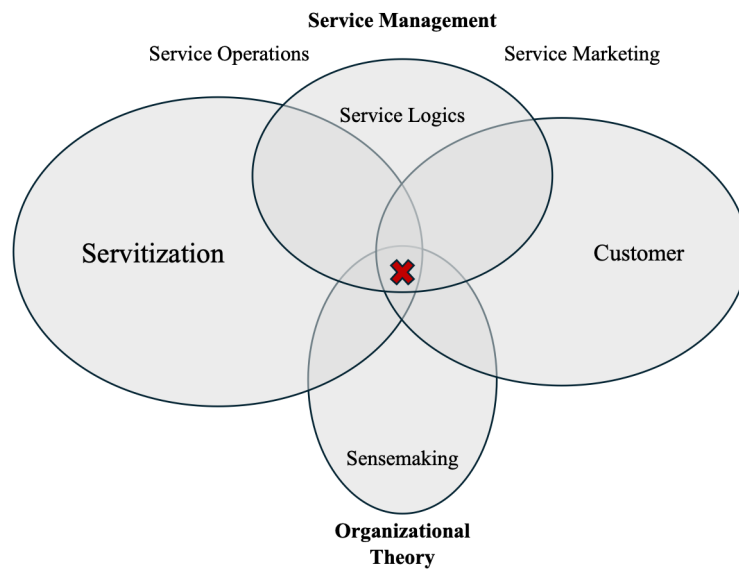 Service Management
Service Operations
Service Marketing
Service Logics
Servitization
Customer
Sensemaking
Organizational
Theory